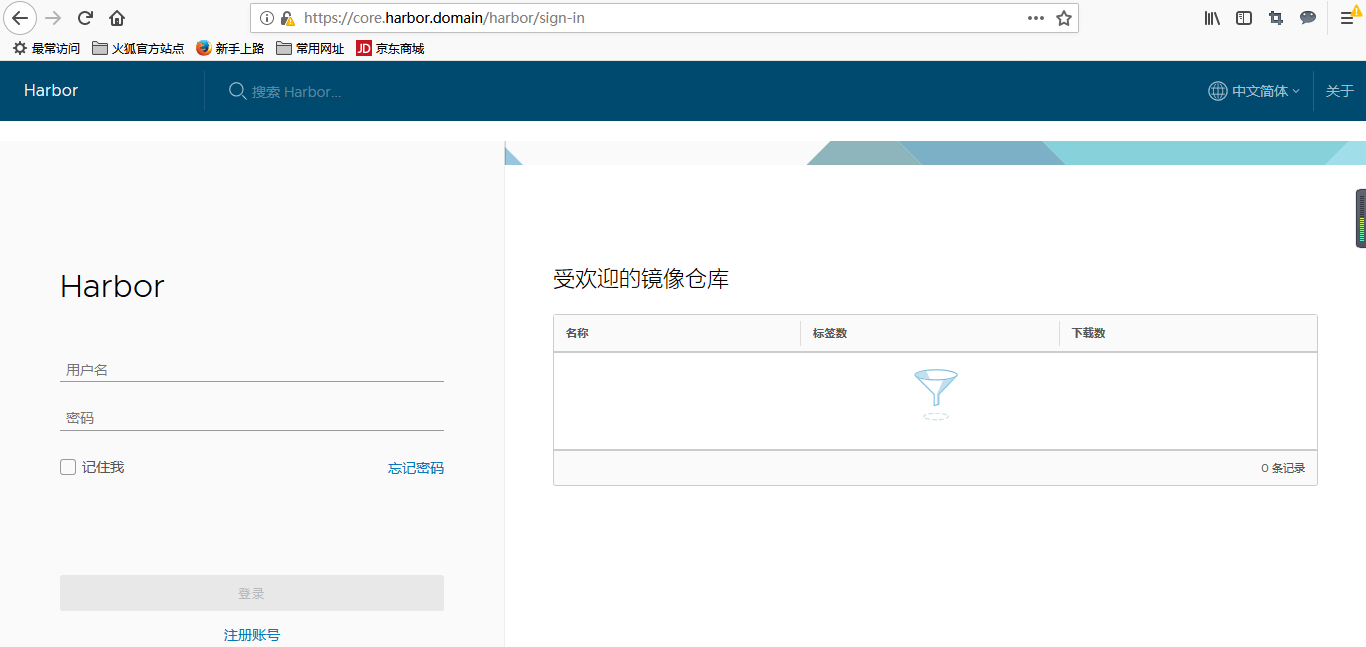 https://core.harbor.domain/harbor/sign-in
最常访问 火狐官方站点 新手上路 常用网址 JD 京东商城
Harbor 搜索 Harbor... 中文简体 关于
Harbor
用户名
密码
记住我 忘记密码
登录
注册账号
受欢迎的镜像仓库
名称 标签数 下载数
0 条记录